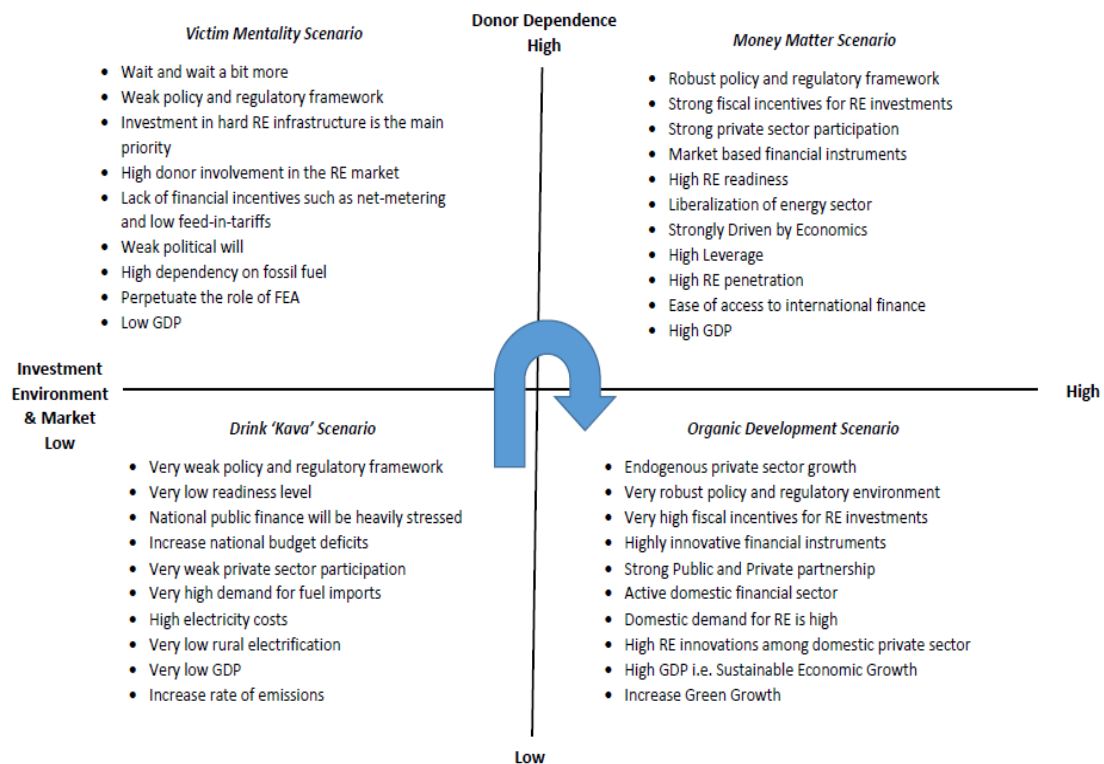 Donor Dependence
High
Victim Mentality Scenario
• Wait and wait a bit more
• Weak policy and regulatory framework
• Investment in hard RE infrastructure is the main
priority
• High donor involvement in the RE market
• Lack of financial incentives such as net-metering
and low feed-in-tariffs
• Weak political will
• High dependency on fossil fuel
• Perpetuate the role of FEA
• Low GDP
Money Matter Scenario
• Robust policy and regulatory framework
• Strong fiscal incentives for RE investments
• Strong private sector participation
• Market based financial instruments
• High RE readiness
• Liberalization of energy sector
• Strongly Driven by Economics
• High Leverage
• High RE penetration
• Ease of access to international finance
• High GDP
Investment
Environment
& Market
Low
High
Drink ‘Kava’ Scenario
• Very weak policy and regulatory framework
• Very low readiness level
• National public finance will be heavily stressed
• Increase national budget deficits
• Very weak private sector participation
• Very high demand for fuel imports
• High electricity costs
• Very low rural electrification
• Very low GDP
• Increase rate of emissions
Organic Development Scenario
• Endogenous private sector growth
• Very robust policy and regulatory environment
• Very high fiscal incentives for RE investments
• Highly innovative financial instruments
• Strong Public and Private partnership
• Active domestic financial sector
• Domestic demand for RE is high
• High RE innovations among domestic private sector
• High GDP i.e. Sustainable Economic Growth
• Increase Green Growth
Low